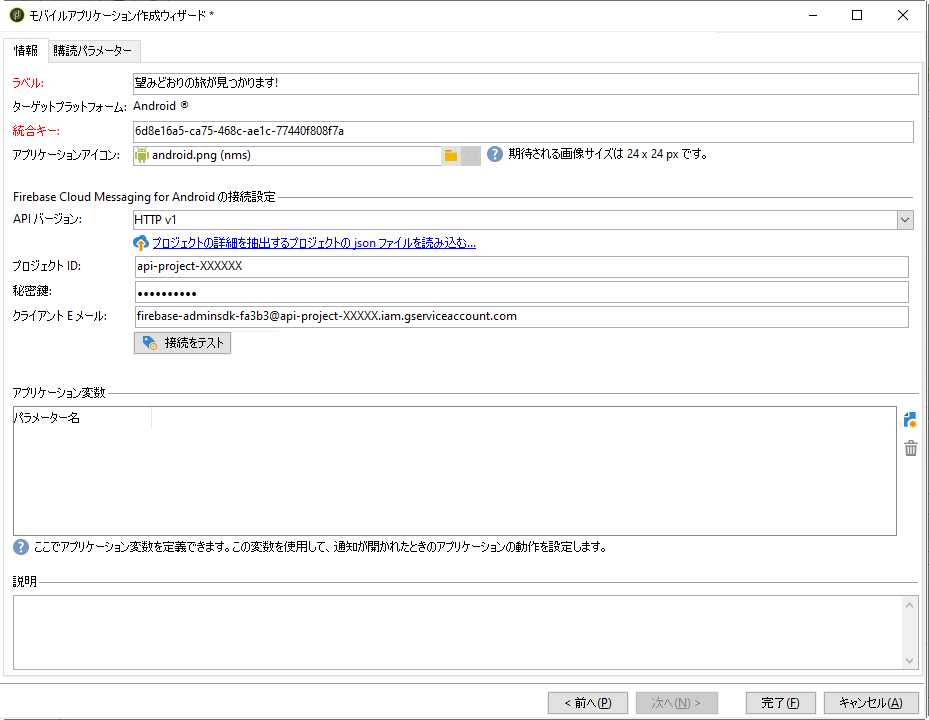 モバイルアプリケーション作成ウィザード *
情報 購読パラメーター
ラベル: 望みどおりの旅が見つかります!
ターゲットプラットフォーム: Android ®
統合キー: 6d8e16a5-ca75-468c-ae1c-77440f808f7a
アプリケーションアイコン: android.png (nms) 期待される画像サイズは 24 x 24 px です。
Firebase Cloud Messaging for Android の接続設定
API バージョン: HTTP v1
プロジェクトの詳細を抽出するプロジェクトの json ファイルを読み込む...
プロジェクト ID: api-project-XXXXXX
秘密鍵: ••••••••••
クライアント E メール: firebase-adminsdk-fa3b3@api-project-XXXXX.iam.gserviceaccount.com
接続をテスト
アプリケーション変数
パラメーター名
ここでアプリケーション変数を定義できます。この変数を使用して、通知が開かれたときのアプリケーションの動作を設定します。
説明
< 前へ(P) 次へ(N) > 完了(F) キャンセル(A)